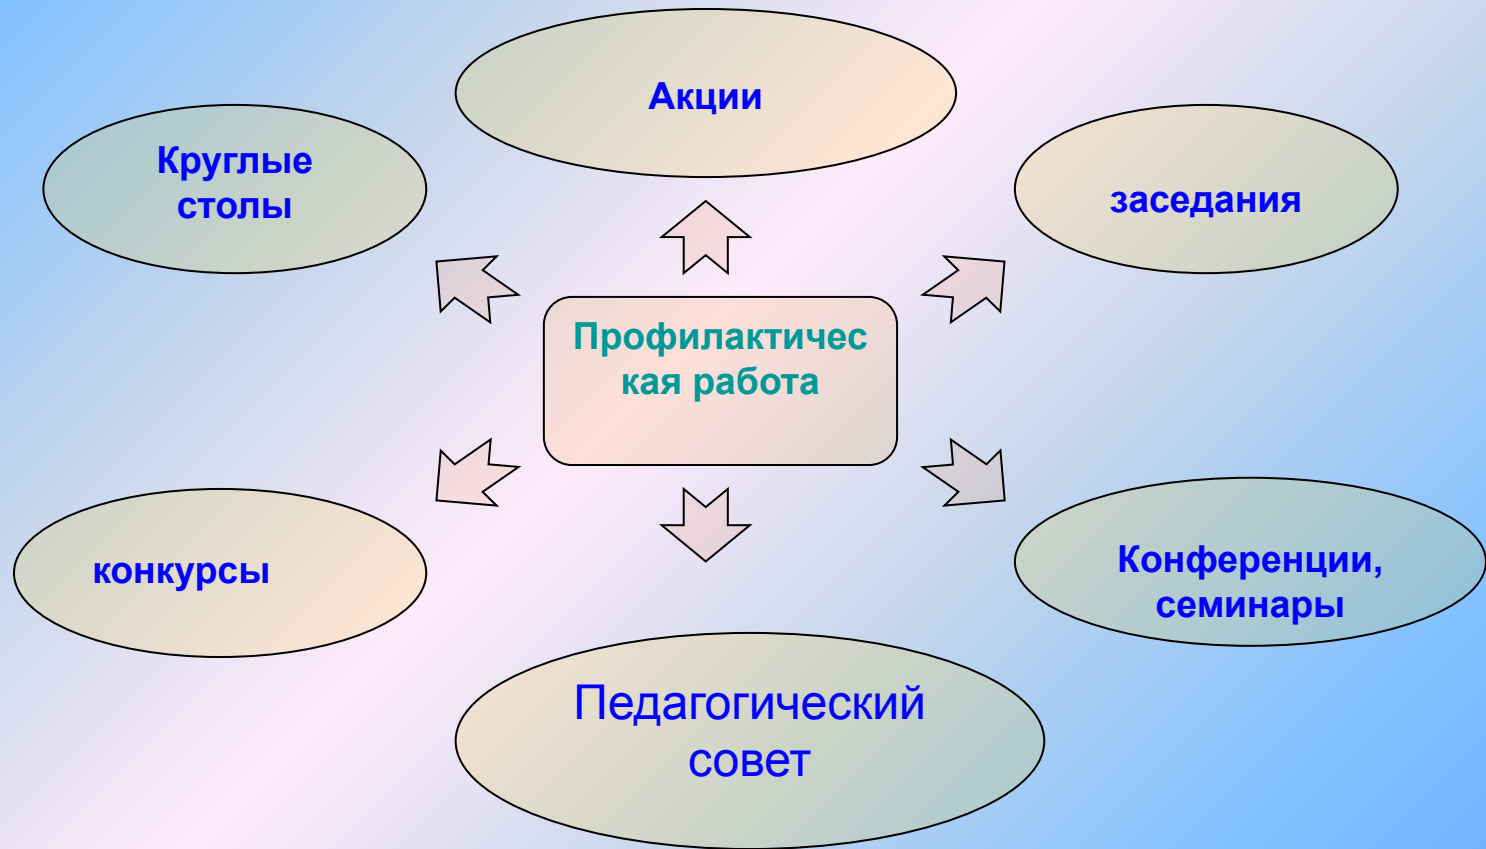 Акции
Круглые
столы
заседания
Профилактичес
кая работа
конкурсы
Конференции,
семинары
Педагогический
совет